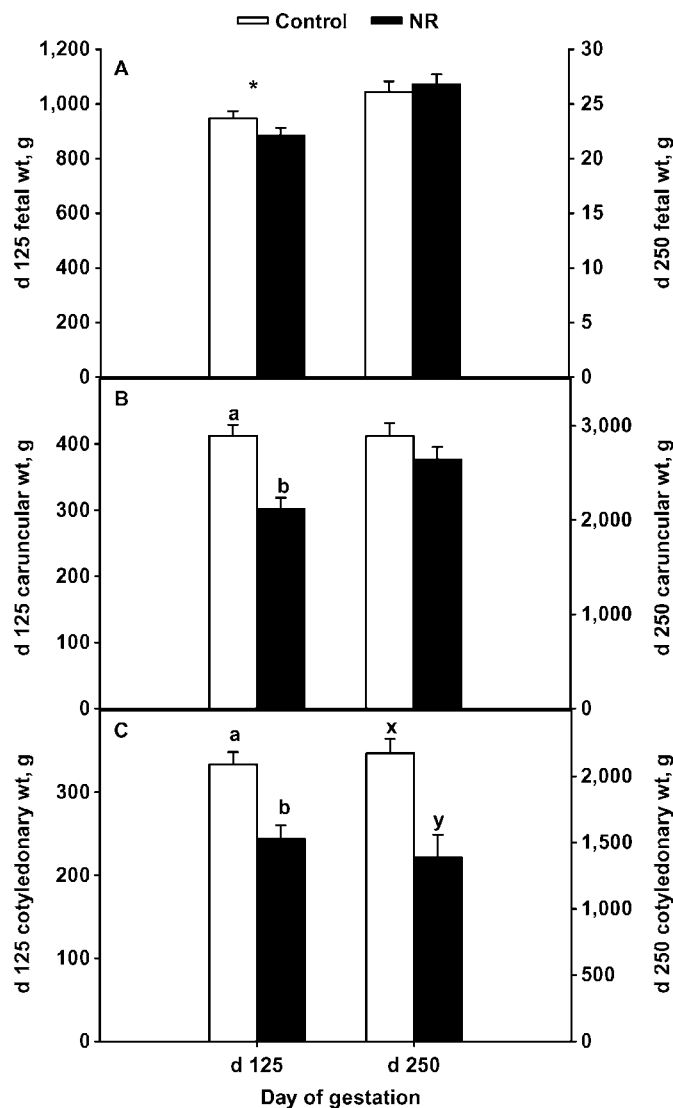 Control NR
A
*
d 125 fetal wt, g
1,200
1,000
800
600
400
200
0
30
25
20
15
10
5
0
d 250 fetal wt, g
B
a
b
d 125 caruncular wt, g
400
300
200
100
0
3,000
2,000
1,000
0
d 250 caruncular wt, g
C
a
b
x
y
d 125 cotyledonary wt, g
300
200
100
0
2,000
1,500
1,000
500
0
d 250 cotyledonary wt, g
d 125 d 250
Day of gestation